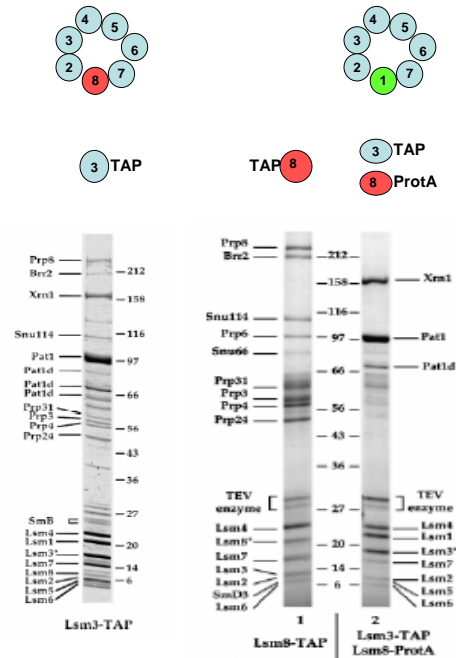 4
5
3
6
2
7
8
4
5
3
6
2
7
1
3 TAP
TAP 8
3 TAP
8 ProtA
Prp8
Brr2
Xrn1
Snu114
Pat1
Pat1d
Pat1d
Pat1d
Prp31
Prp3
Prp4
Prp24
SmB
Lsm4
Lsm1
Lsm3*
Lsm7
Lsm8
Lsm2
Lsm5
Lsm6
212
158
116
97
66
56
43
36
27
20
14
6
Lsm3-TAP
Prp8
Brr2
Snu114
Prp6
Snu66
Prp31
Prp3
Prp4
Prp24
TEV
enzyme
Lsm4
Lsm8*
Lsm7
Lsm3
Lsm2
SmD3
Lsm6
212
158
116
97
66
56
43
36
27
20
14
6
Xrn1
Pat1
Pat1d
TEV
enzyme
Lsm4
Lsm1
Lsm3*
Lsm7
Lsm2
Lsm5
Lsm6
1
Lsm8-TAP
2
Lsm3-TAP
Lsm8-ProtA